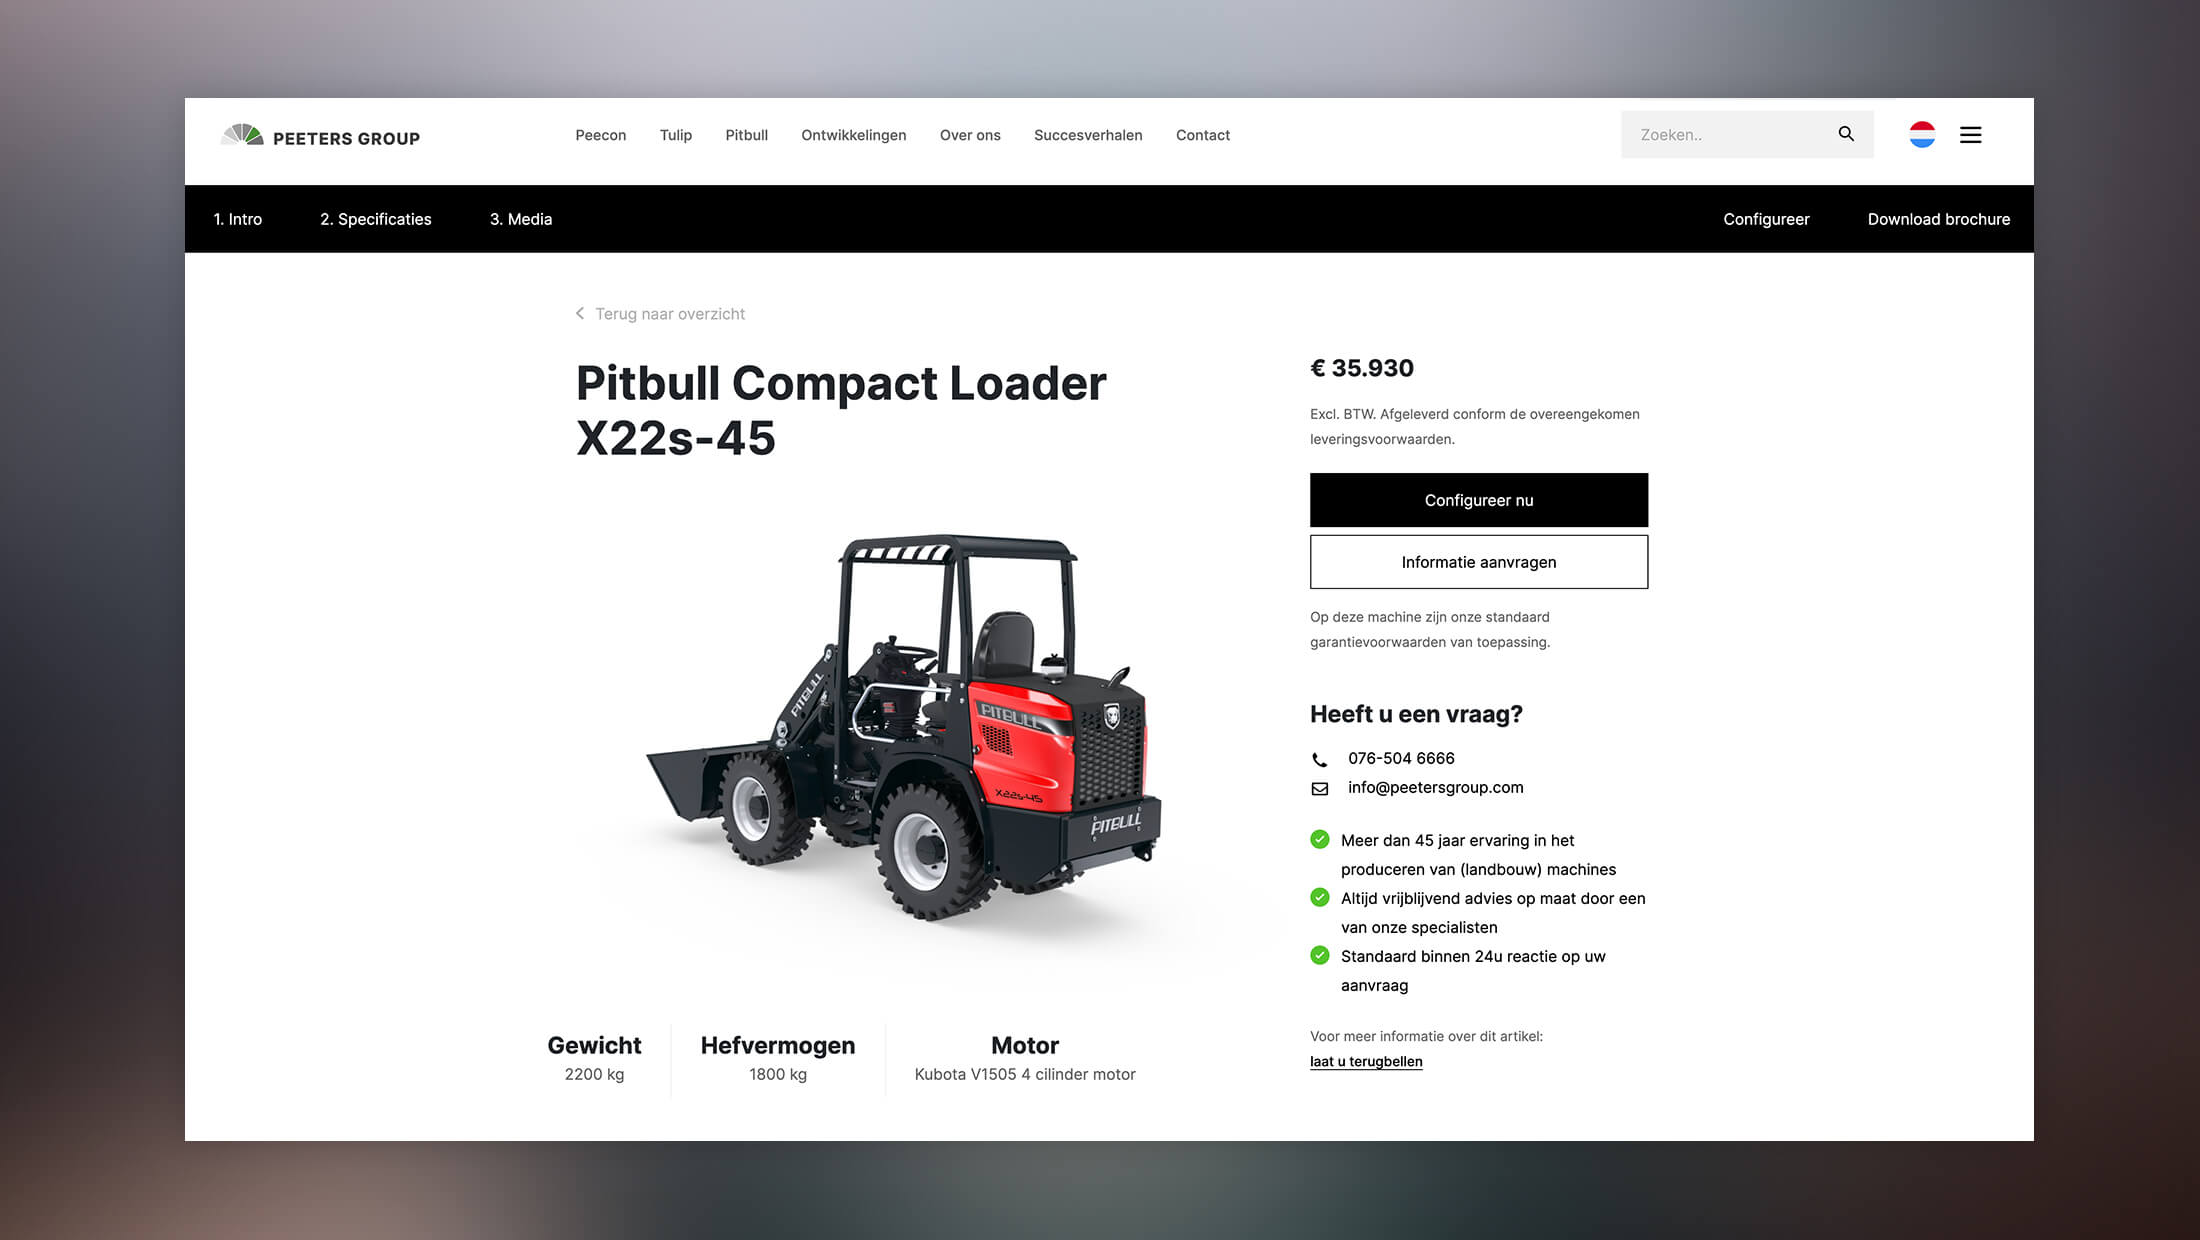 PEETERS GROUP
Peecon Tulip Pitbull Ontwikkelingen Over ons Succesverhalen Contact
Zoeken..
1. Intro 2. Specificaties 3. Media
Configureer Download brochure
Terug naar overzicht
Pitbull Compact Loader
X22s-45
PITBULL
PITBULL
X22s-45
PITBULL
Gewicht
2200 kg
Hefvermogen
1800 kg
Motor
Kubota V1505 4 cilinder motor
€ 35.930
Excl. BTW. Afgeleverd conform de overeengekomen
leveringsvoorwaarden.
Configureer nu
Informatie aanvragen
Op deze machine zijn onze standaard
garantievoorwaarden van toepassing.
Heeft u een vraag?
076-504 6666
info@peetersgroup.com
Meer dan 45 jaar ervaring in het
produceren van (landbouw) machines
Altijd vrijblijvend advies op maat door een
van onze specialisten
Standaard binnen 24u reactie op uw
aanvraag
Voor meer informatie over dit artikel:
laat u terugbellen